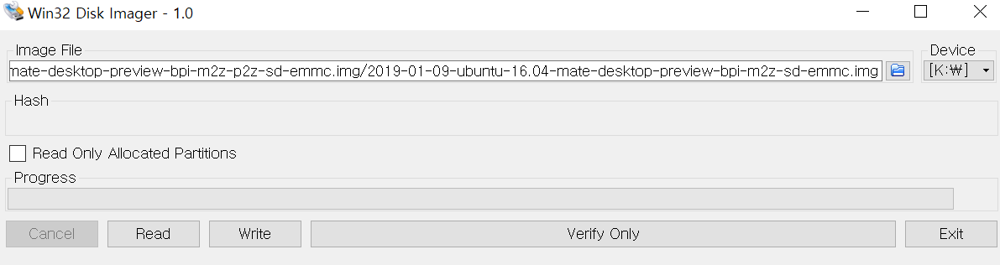 Win32 Disk Imager - 1.0
Image File
Device
mate-desktop-preview-bpi-m2z-p2z-sd-emmc.img/2019-01-09-ubuntu-16.04-mate-desktop-preview-bpi-m2z-sd-emmc.img
[K:₩]
Hash
Read Only Allocated Partitions
Progress
Cancel Read Write Verify Only Exit